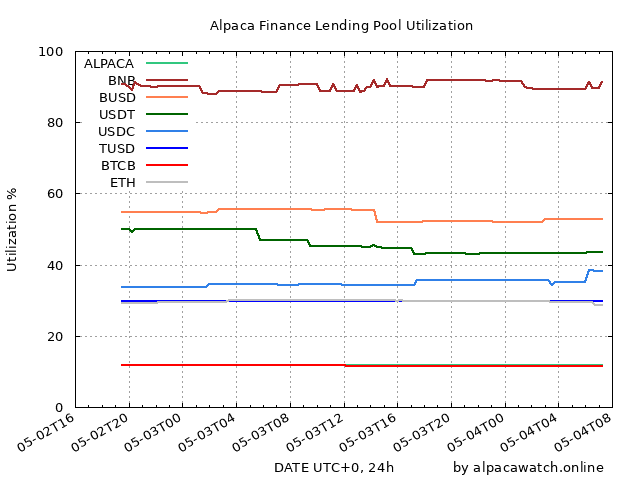 Alpaca Finance Lending Pool Utilization
100
80
60
40
20
0
Utilization %
ALPACA
BNB
BUSD
USDT
USDC
TUSD
BTCB
ETH
05-02T16
05-02T20
05-03T00
05-03T04
05-03T08
05-03T12
05-03T16
05-03T20
05-04T00
05-04T04
05-04T08
DATE UTC+0, 24h
by alpacawatch.online